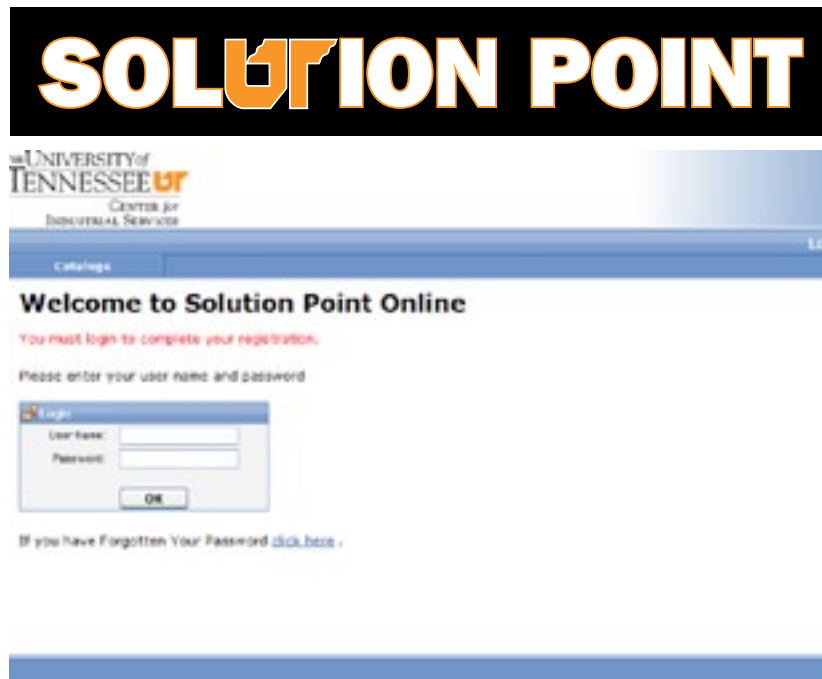 SOLUTION POINT
THE UNIVERSITY of
TENNESSEE UT
CENTER for
INDUSTRIAL SERVICES
Lo
Catalogs
Welcome to Solution Point Online
You must login to complete your registration.
Please enter your user name and password
Login
User Name:
Password:
OK
If you have Forgotten Your Password click here .